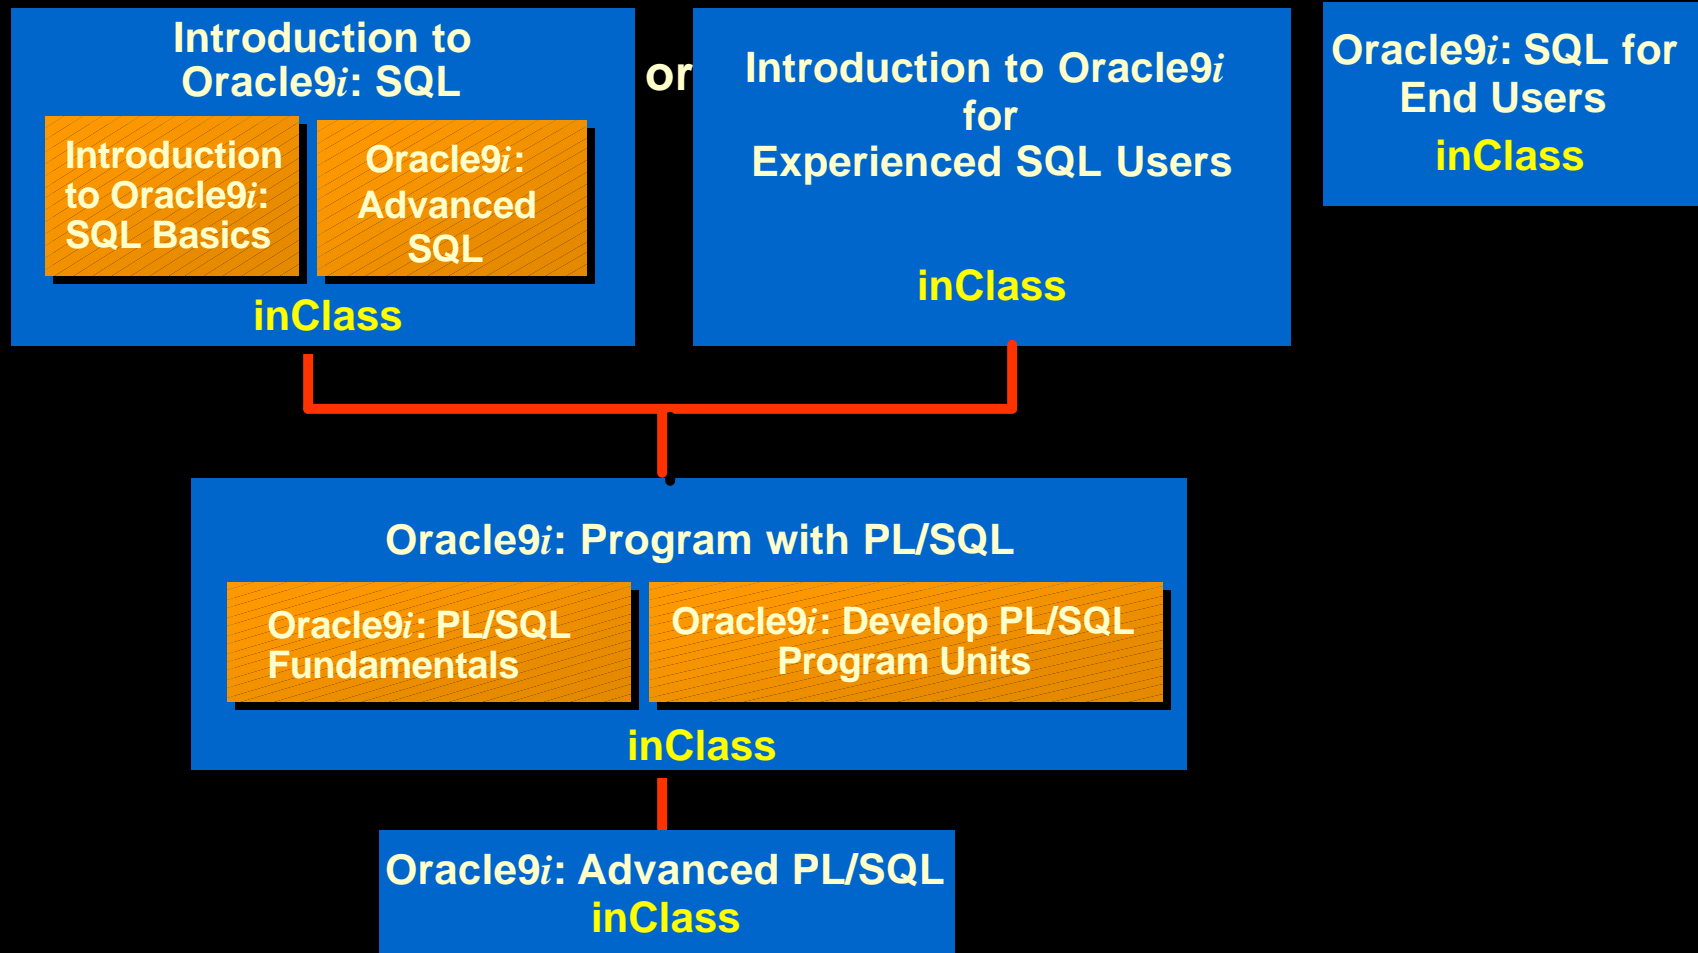 Introduction to
Oracle9i: SQL
Introduction
to Oracle9i:
SQL Basics
Oracle9i:
Advanced
SQL
inClass
or
Introduction to Oracle9i
for
Experienced SQL Users
inClass
Oracle9i: SQL for
End Users
inClass
Oracle9i: Program with PL/SQL
Oracle9i: PL/SQL
Fundamentals
Oracle9i: Develop PL/SQL
Program Units
inClass
Oracle9i: Advanced PL/SQL
inClass